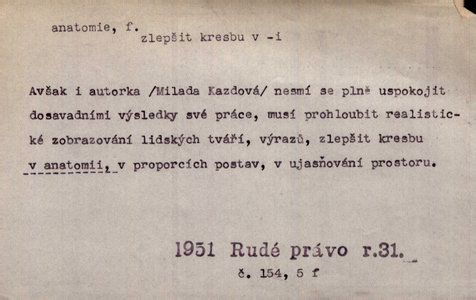 anatomie, f.
zlepšit kresbu v -i
Avšak i autorka /Milada Kazdová/ nesmí se plně uspokojit
dosavadními výsledky své práce, musí prohloubit realistic-
ké zobrazování lidských tváří, výrazů, zlepšit kresbu
v anatomii, v proporcích postav, v ujasňování prostoru.
1951 Rudé právo r.31.
č. 154, 5 f